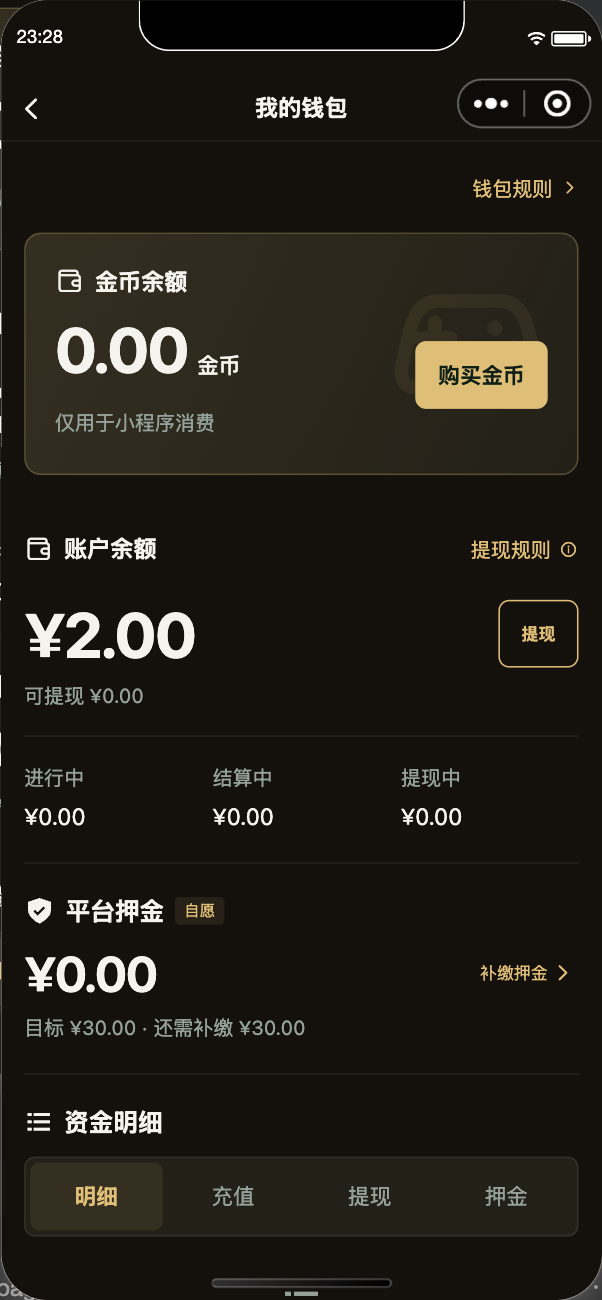 23:28
我的钱包
钱包规则
金币余额
0.00 金币
购买金币
仅用于小程序消费
账户余额
提现规则
¥2.00
提现
可提现 ¥0.00
进行中 结算中 提现中
¥0.00 ¥0.00 ¥0.00
平台押金 自愿
¥0.00
补缴押金
目标 ¥30.00 · 还需补缴 ¥30.00
资金明细
明细 充值 提现 押金